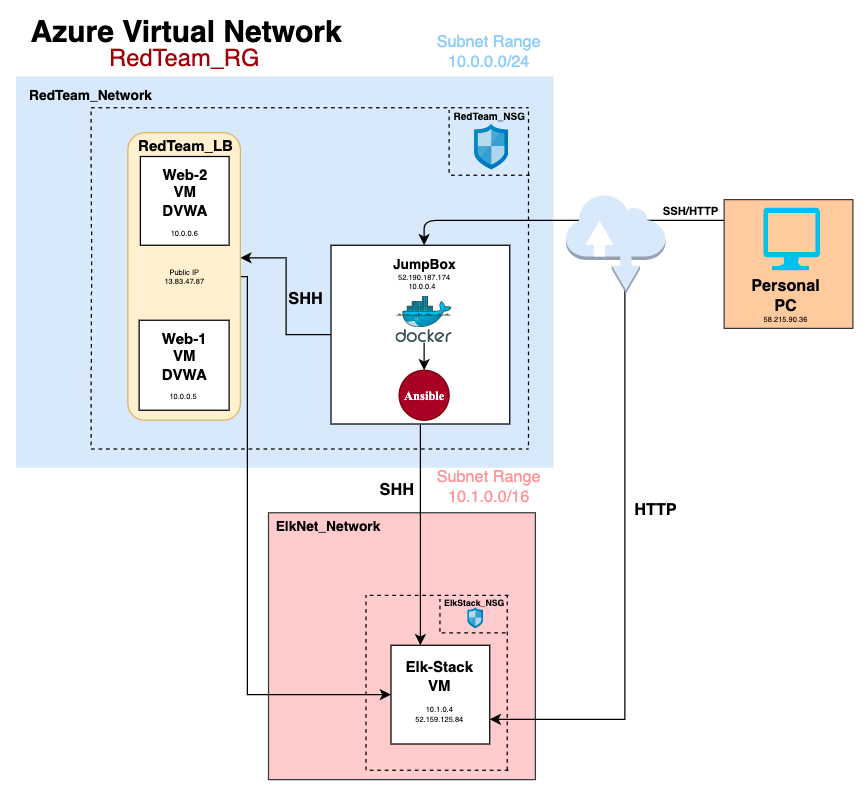 Azure Virtual Network
RedTeam_RG
Subnet Range
10.0.0.0/24
RedTeam_Network
RedTeam_NSG
RedTeam_LB
Web-2
VM
DVWA
10.0.0.6
Public IP
13.83.47.87
Web-1
VM
DVWA
10.0.0.5
SHH
JumpBox
52.190.187.174
10.0.0.4
docker
Ansible
SSH/HTTP
Personal
PC
58.215.90.36
SHH
Subnet Range
10.1.0.0/16
HTTP
ElkNet_Network
ElkStack_NSG
Elk-Stack
VM
10.1.0.4
52.159.125.84